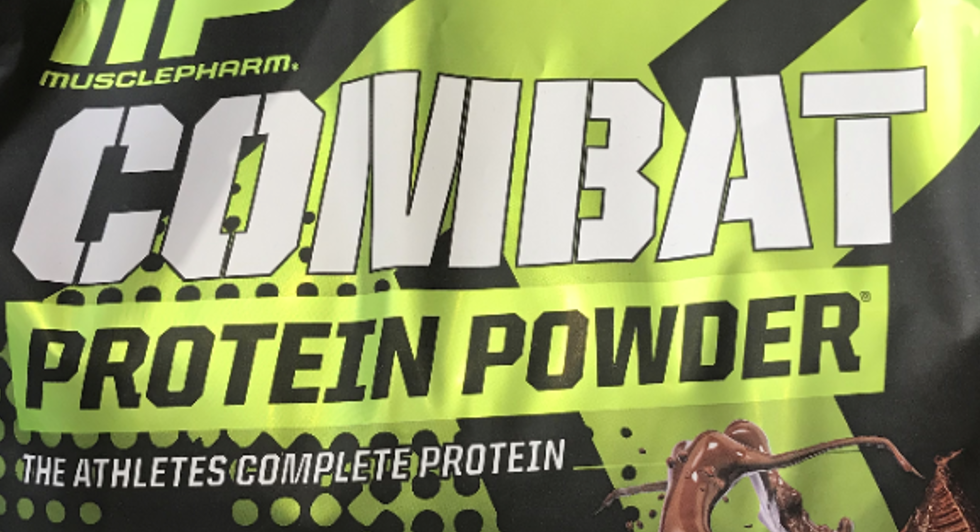 MUSCLEPHARM.
COMBAT
PROTEIN POWDER®
THE ATHLETES COMPLETE PROTEIN